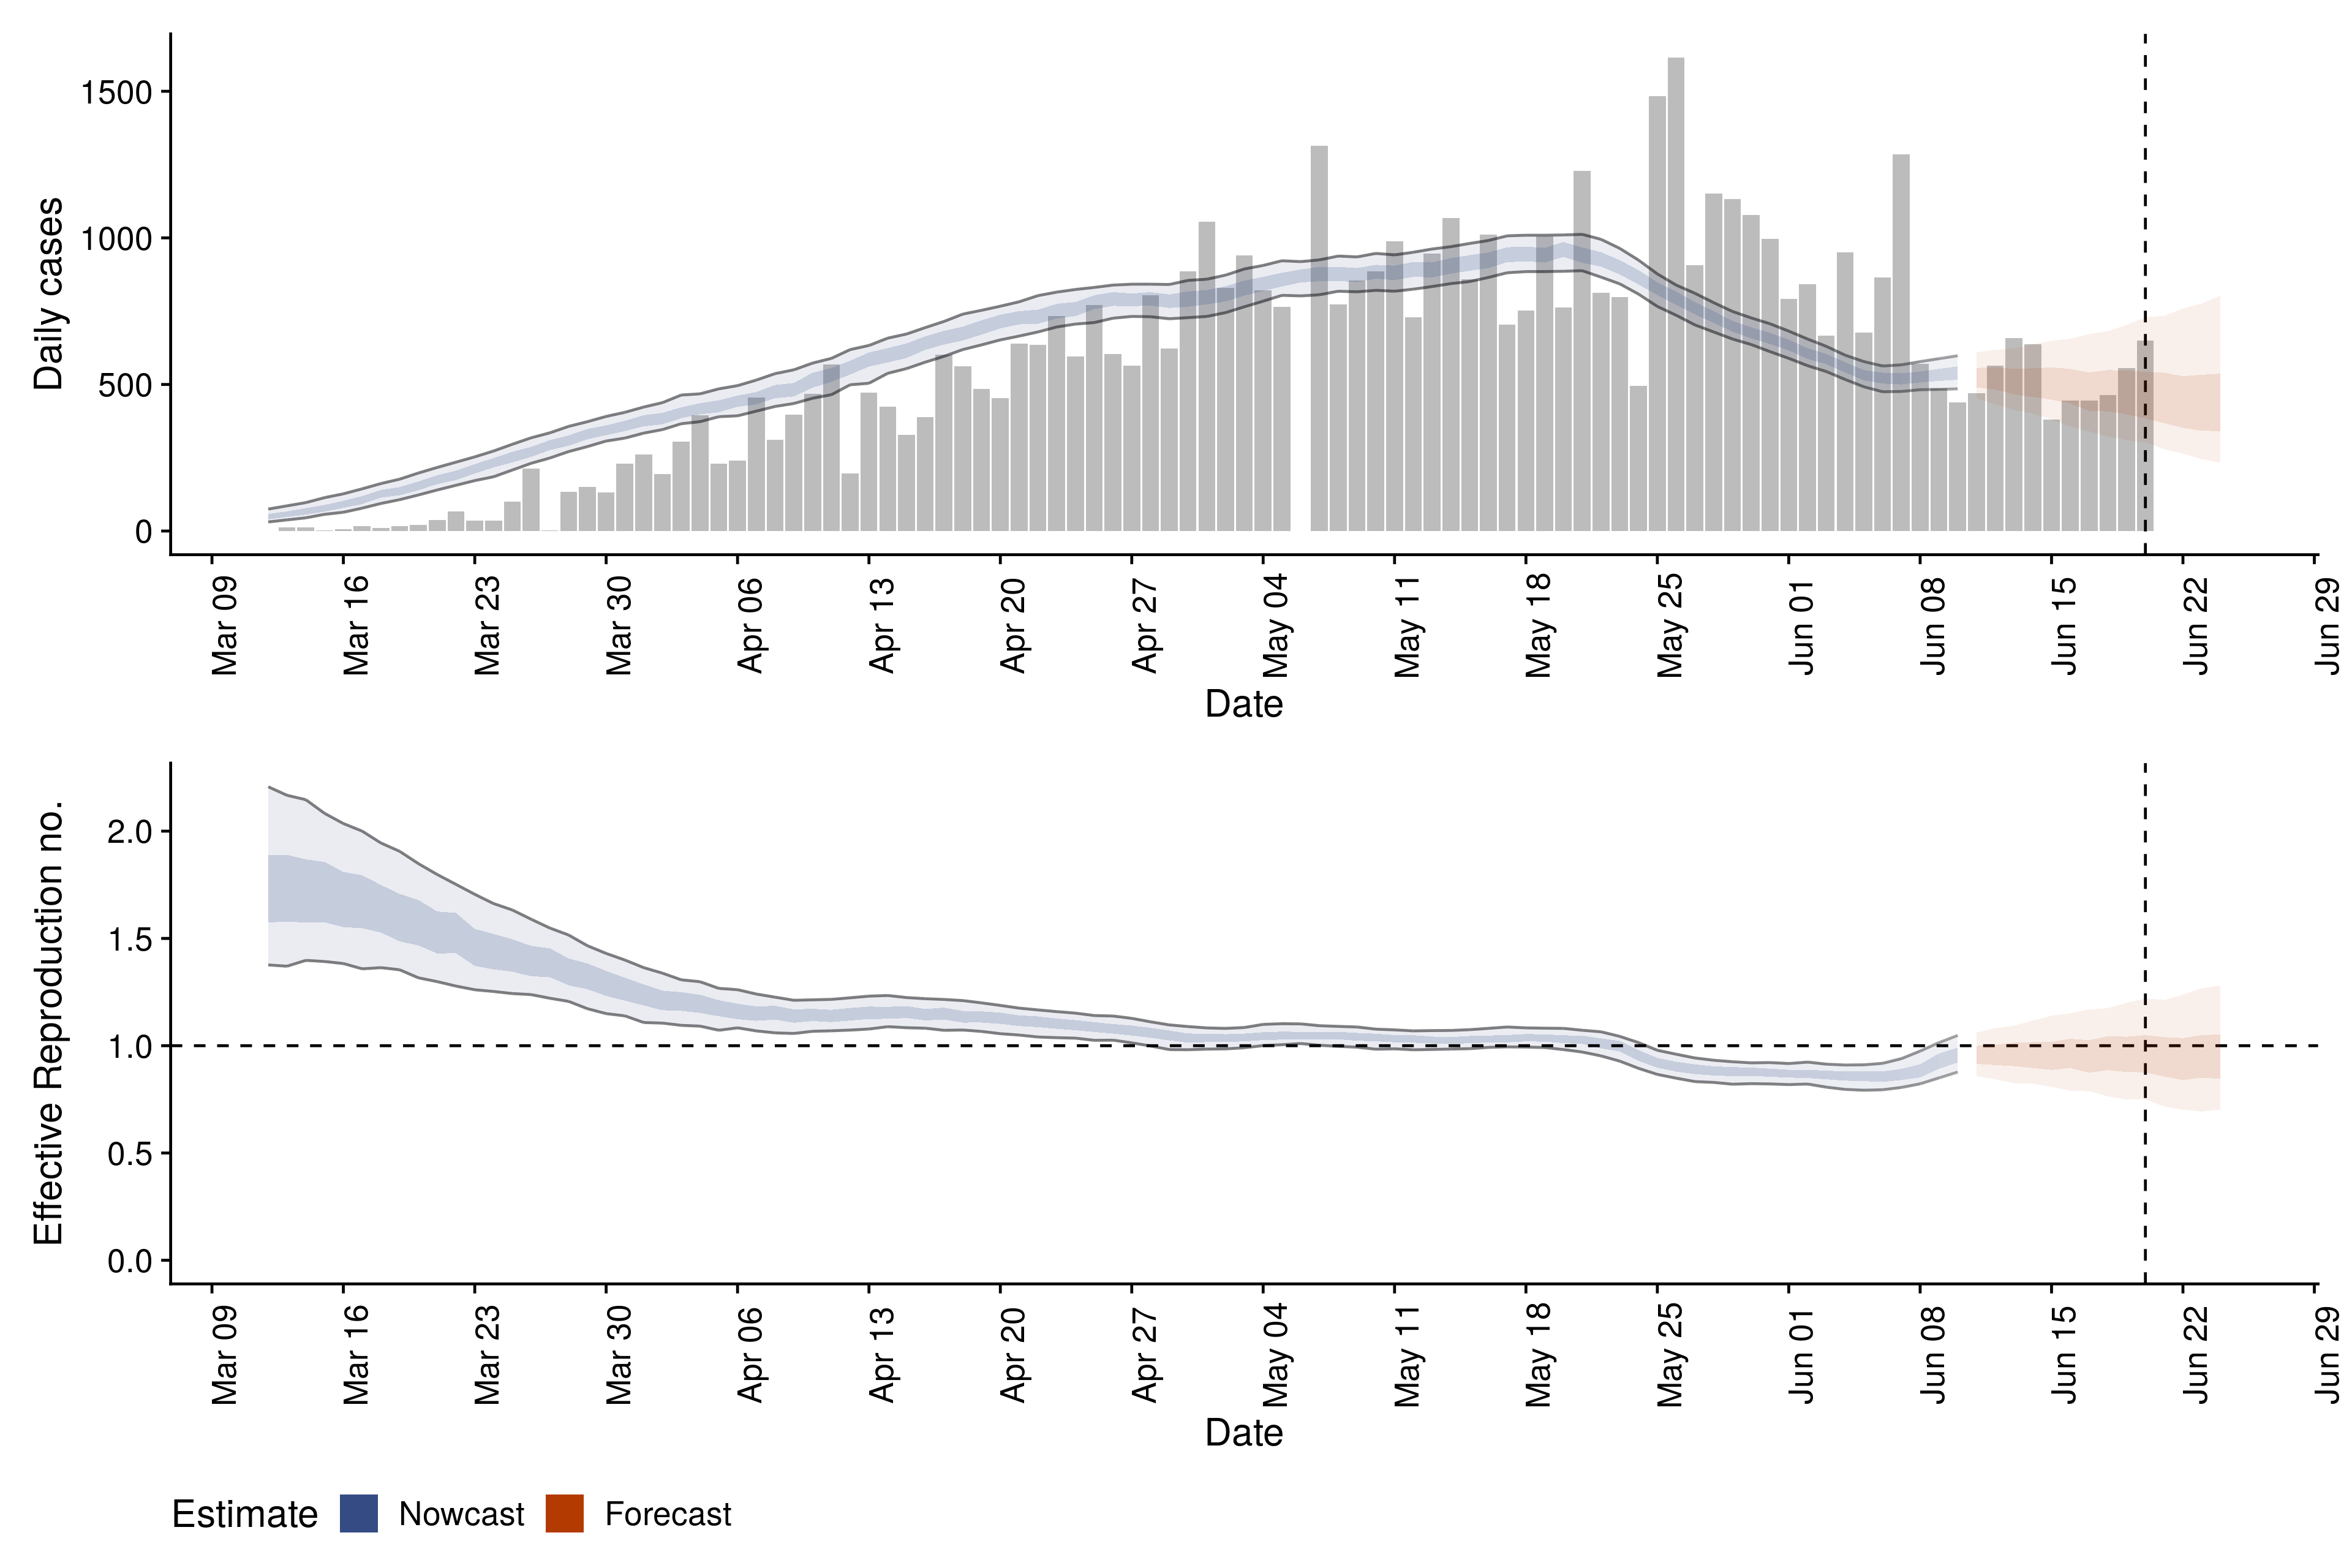 Daily cases
1500
1000
500
0
Mar 09 Mar 16 Mar 23 Mar 30 Apr 06 Apr 13 Apr 20 Apr 27 May 04 May 11 May 18 May 25 Jun 01 Jun 08 Jun 15 Jun 22 Jun 29
Date
Effective Reproduction no.
2.0
1.5
1.0
0.5
0.0
Mar 09 Mar 16 Mar 23 Mar 30 Apr 06 Apr 13 Apr 20 Apr 27 May 04 May 11 May 18 May 25 Jun 01 Jun 08 Jun 15 Jun 22 Jun 29
Date
Estimate Nowcast Forecast